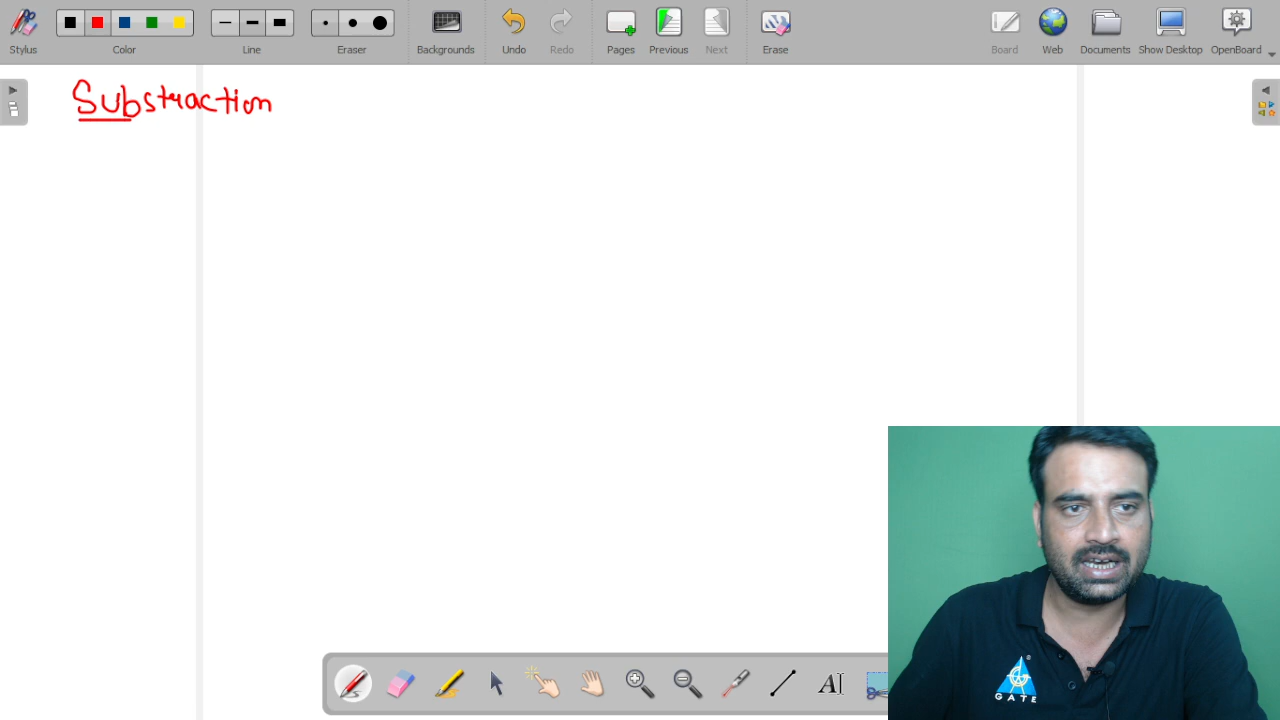 Stylus
Color
Line
Eraser
Backgrounds
Undo
Redo
Pages
Previous
Next
Erase
Board
Web
Documents
Show Desktop
OpenBoard
Substraction
AI
GATE